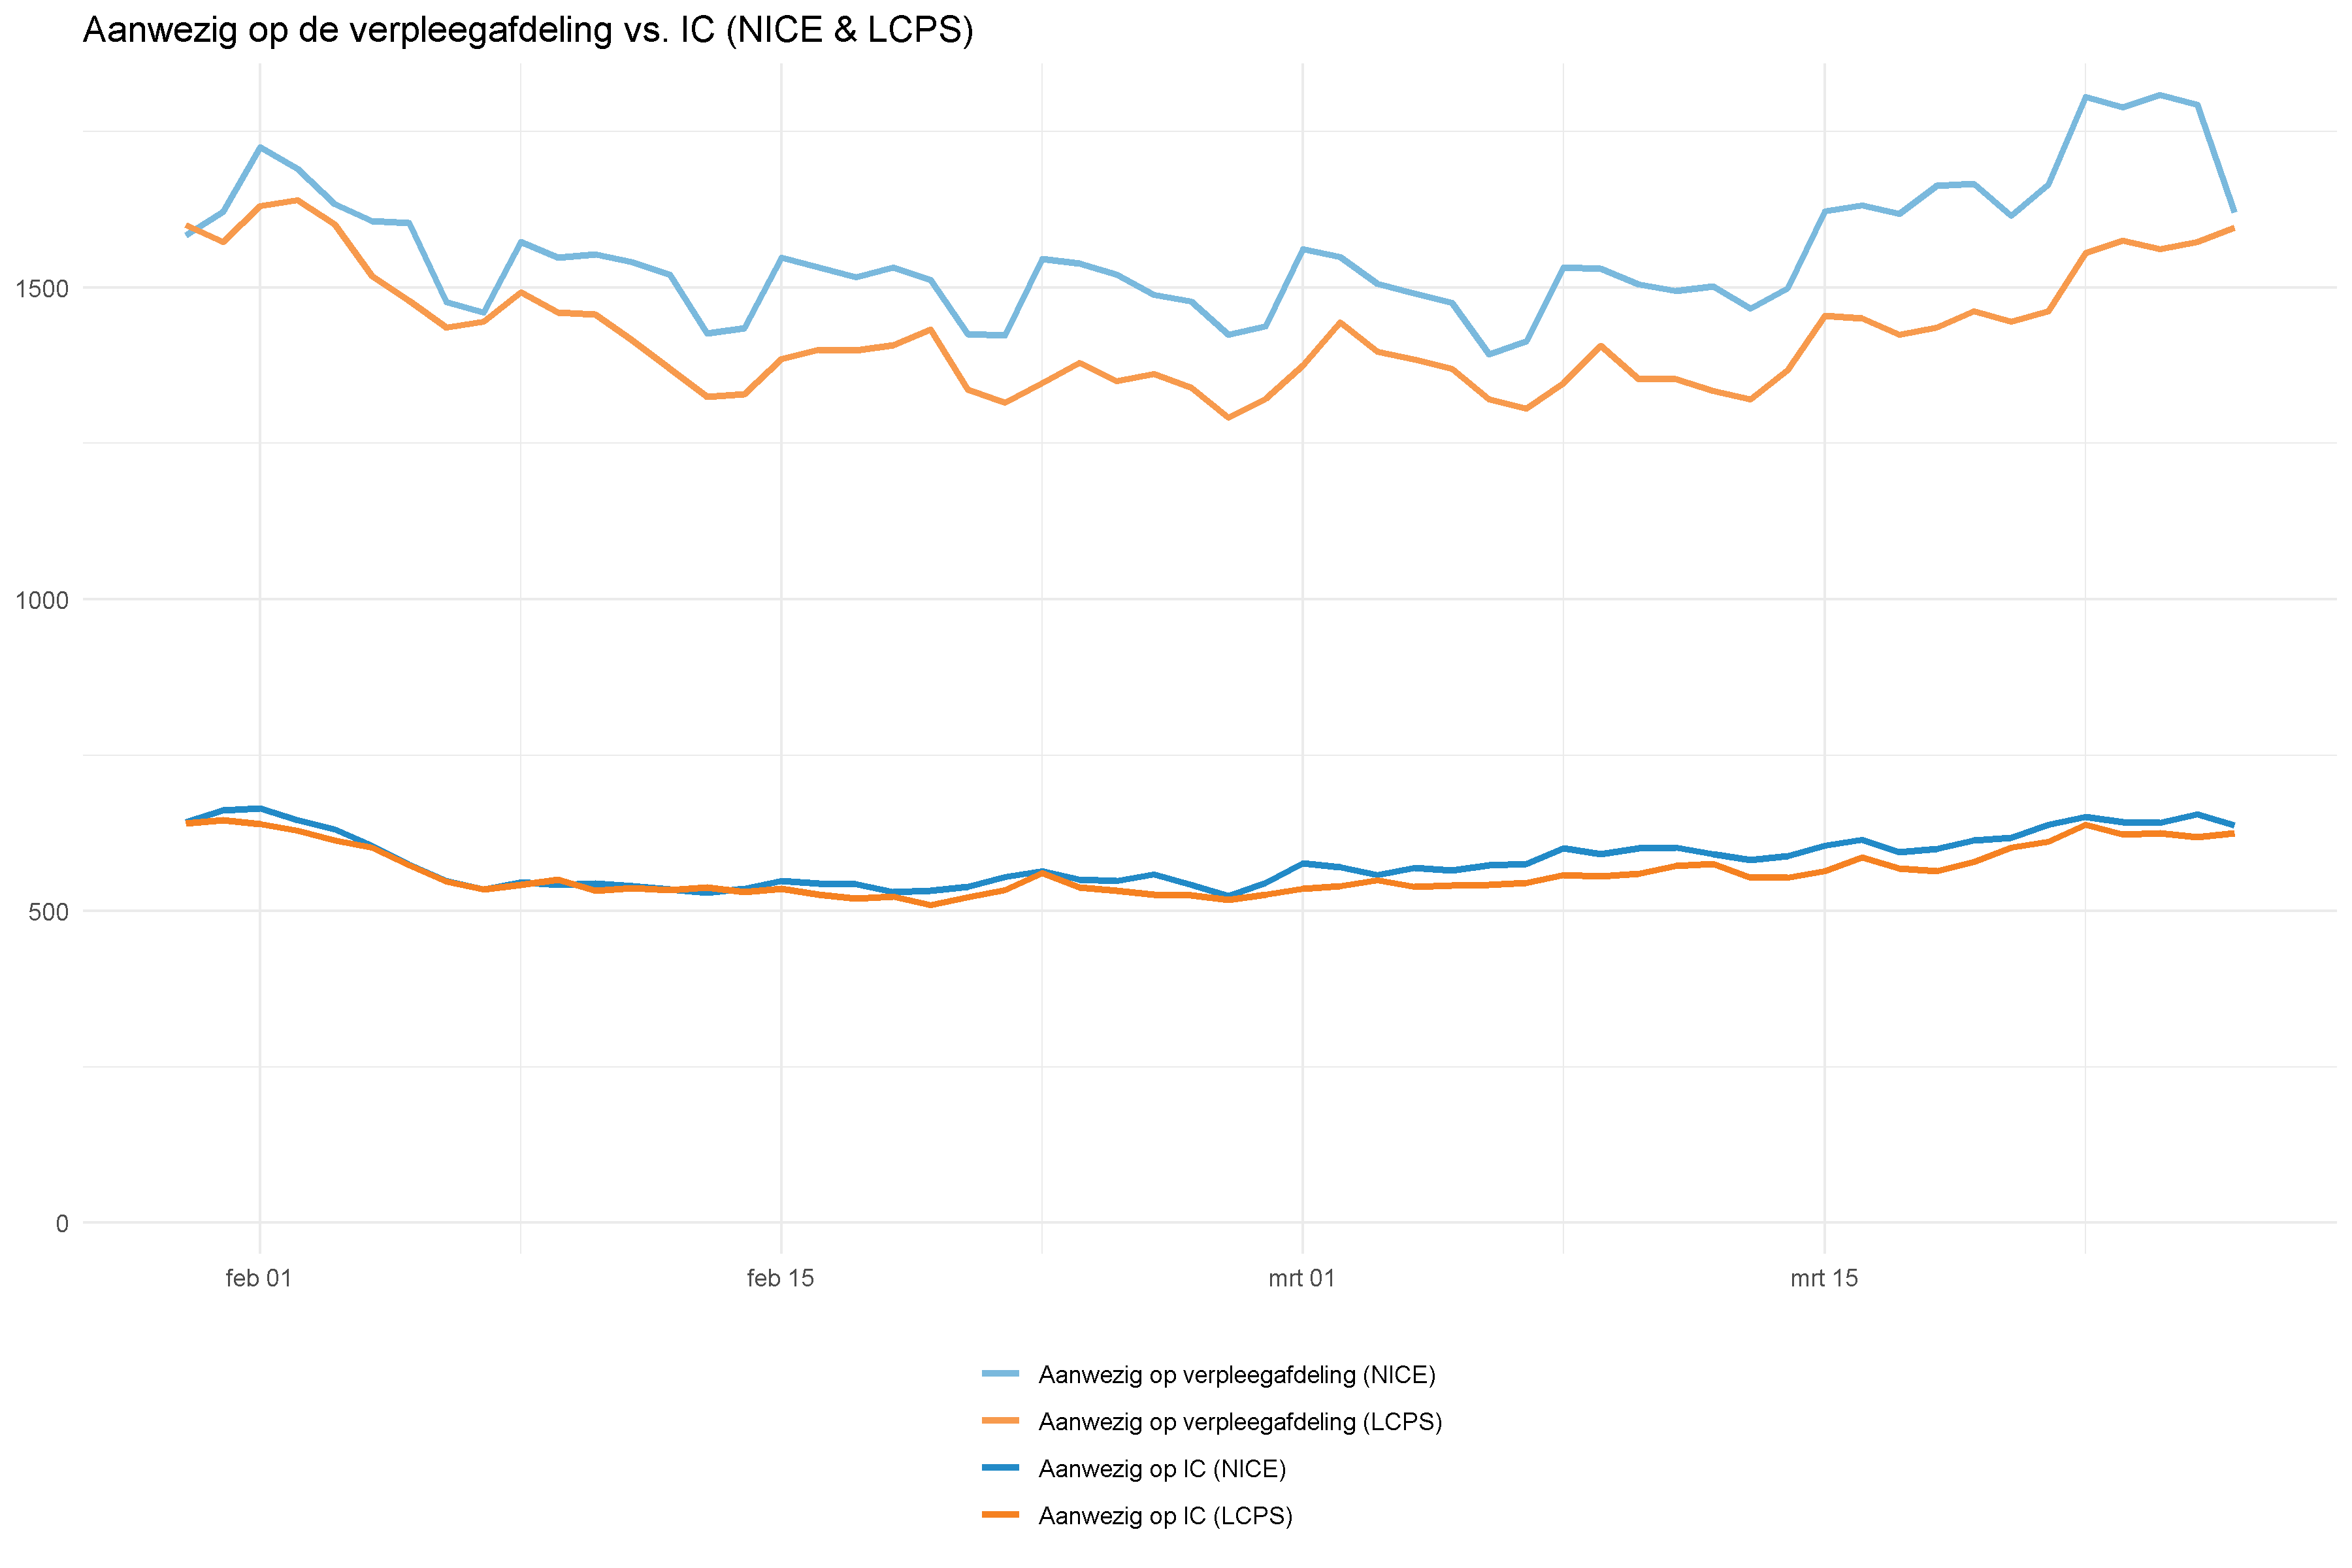 Aanwezig op de verpleegafdeling vs. IC (NICE & LCPS)
1500
1000
500
0
feb 01
feb 15
mrt 01
mrt 15
Aanwezig op verpleegafdeling (NICE)
Aanwezig op verpleegafdeling (LCPS)
Aanwezig op IC (NICE)
Aanwezig op IC (LCPS)